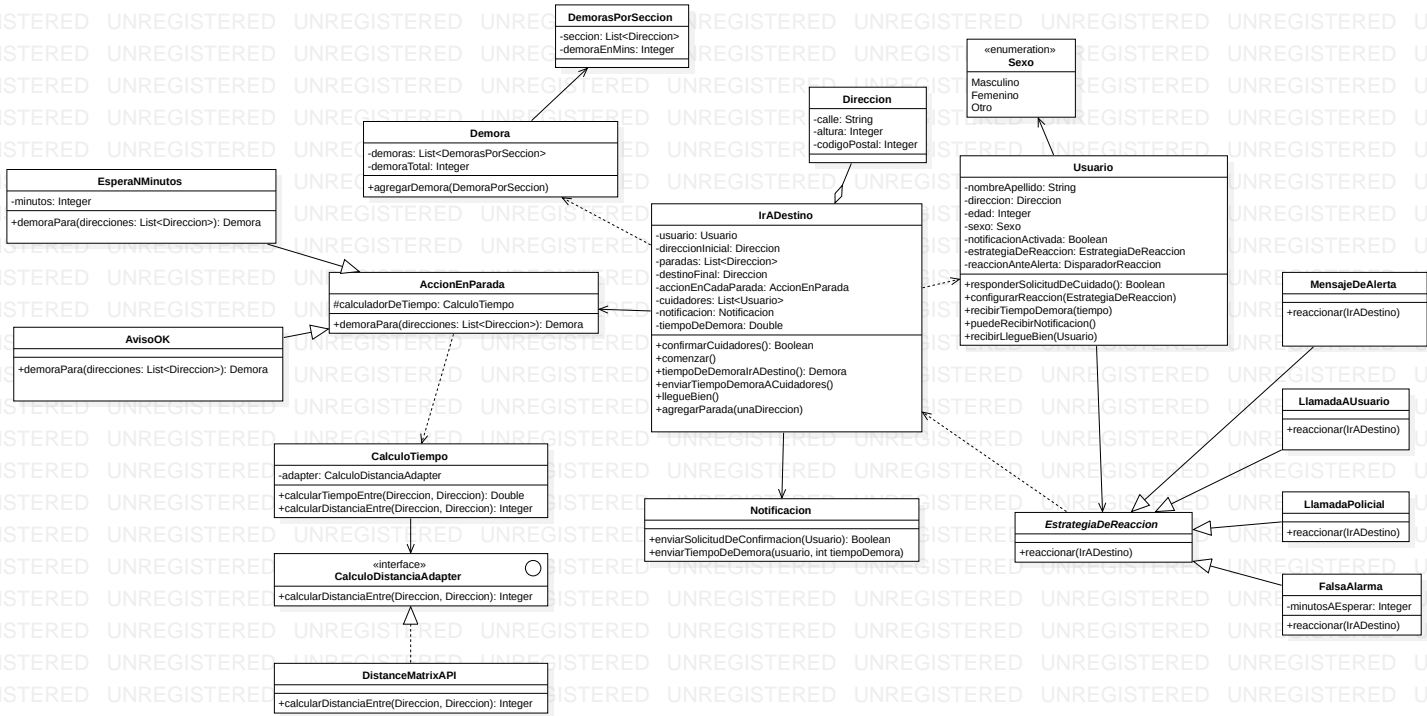 DemorasPorSeccion
-seccion: List<Direccion>
-demoraEnMins: Integer
«enumeration»
Sexo
Masculino
Femenino
Otro
Direccion
-calle: String
-altura: Integer
-codigoPostal: Integer
Demora
-demoras: List<DemorasPorSeccion>
-demoraTotal: Integer
+agregarDemora(DemoraPorSeccion)
Usuario
-nombreApellido: String
-direccion: Direccion
-edad: Integer
-sexo: Sexo
-notificacionActivada: Boolean
-estrategiaDeReaccion: EstrategiaDeReaccion
-reaccionAnteAlerta: DisparadorReaccion
+responderSolicitudDeCuidado(): Boolean
+configurarReaccion(EstrategiaDeReaccion)
+recibirTiempoDemora(tiempo)
+puedeRecibirNotificacion()
+recibirLlegueBien(Usuario)
EsperaNMinutos
-minutos: Integer
+demoraPara(direcciones: List<Direccion>): Demora
IrADestino
-usuario: Usuario
-direccionInicial: Direccion
-paradas: List<Direccion>
-destinoFinal: Direccion
-accionEnCadaParada: AccionEnParada
-cuidadores: List<Usuario>
-notificacion: Notificacion
-tiempoDeDemora: Double
+confirmarCuidadores(): Boolean
+comenzar()
+tiempoDeDemoraIrADestino(): Demora
+enviarTiempoDemoraACuidadores()
+llegueBien()
+agregarParada(unaDireccion)
AccionEnParada
#calculadorDeTiempo: CalculoTiempo
+demoraPara(direcciones: List<Direccion>): Demora
MensajeDeAlerta
+reaccionar(IrADestino)
AvisoOK
+demoraPara(direcciones: List<Direccion>): Demora
LlamadaAUsuario
+reaccionar(IrADestino)
CalculoTiempo
-adapter: CalculoDistanciaAdapter
+calcularTiempoEntre(Direccion, Direccion): Double
+calcularDistanciaEntre(Direccion, Direccion): Integer
Notificacion
+enviarSolicitudDeConfirmacion(Usuario): Boolean
+enviarTiempoDeDemora(usuario, int tiempoDemora)
EstrategiaDeReaccion
+reaccionar(IrADestino)
LlamadaPolicial
+reaccionar(IrADestino)
«interface»
CalculoDistanciaAdapter
+calcularDistanciaEntre(Direccion, Direccion): Integer
FalsaAlarma
-minutosAEsperar: Integer
+reaccionar(IrADestino)
DistanceMatrixAPI
+calcularDistanciaEntre(Direccion, Direccion): Integer
UNREGISTERED